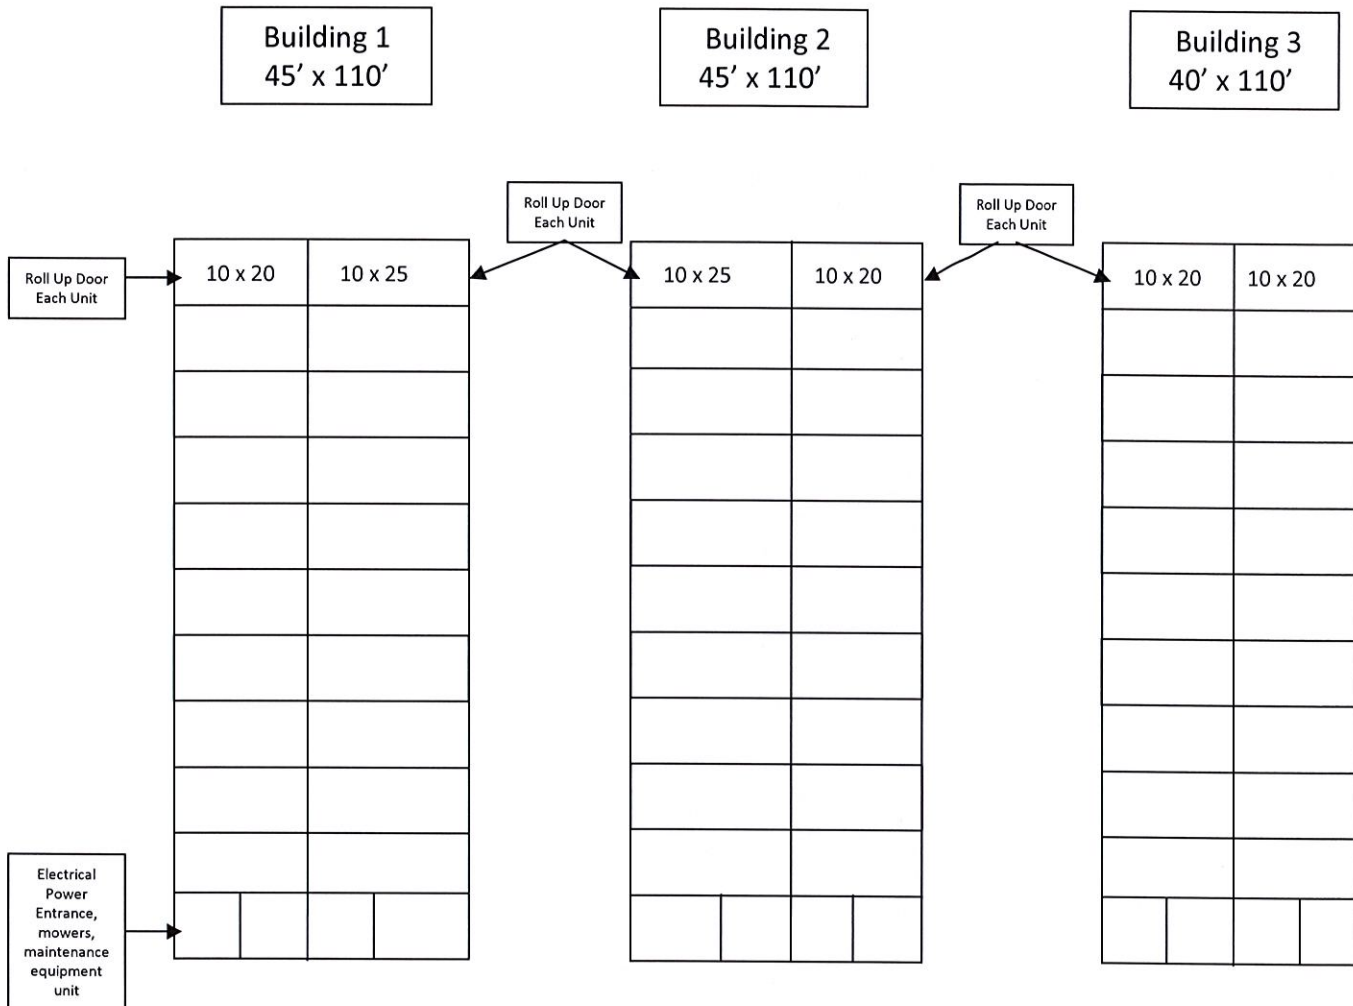 Building 1
45’ x 110’
Building 2
45’ x 110’
Building 3
40’ x 110’
Roll Up Door
Each Unit
Roll Up Door
Each Unit
Roll Up Door
Each Unit
10 x 20
10 x 25
10 x 25
10 x 20
10 x 20
10 x 20
Electrical
Power
Entrance,
mowers,
maintenance
equipment
unit